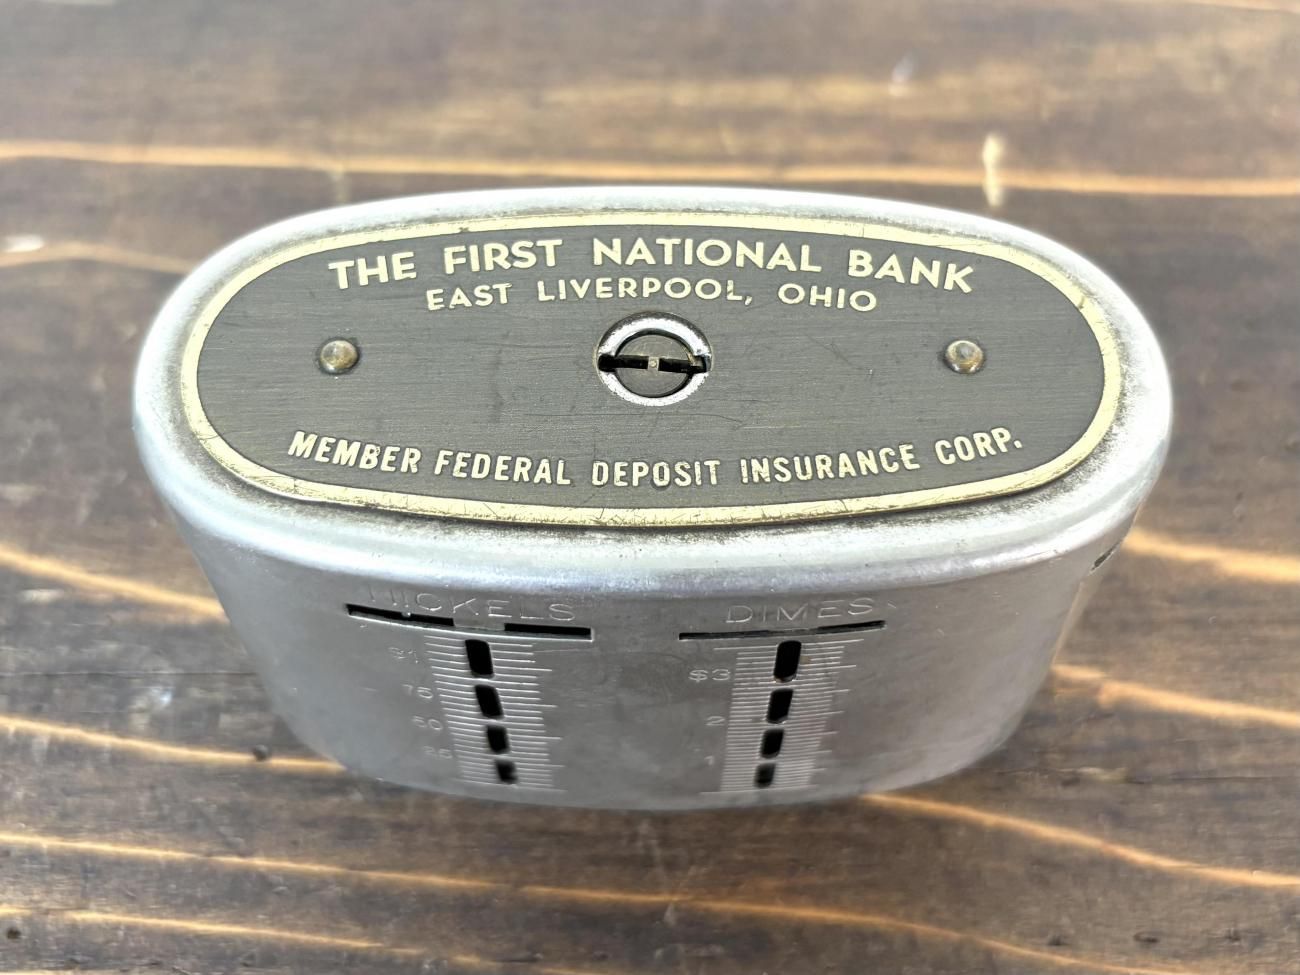 THE FIRST NATIONAL BANK
EAST LIVERPOOL, OHIO
MEMBER FEDERAL DEPOSIT INSURANCE CORP.
NICKELS
$1
75
50
25
DIMES
$3
2
1